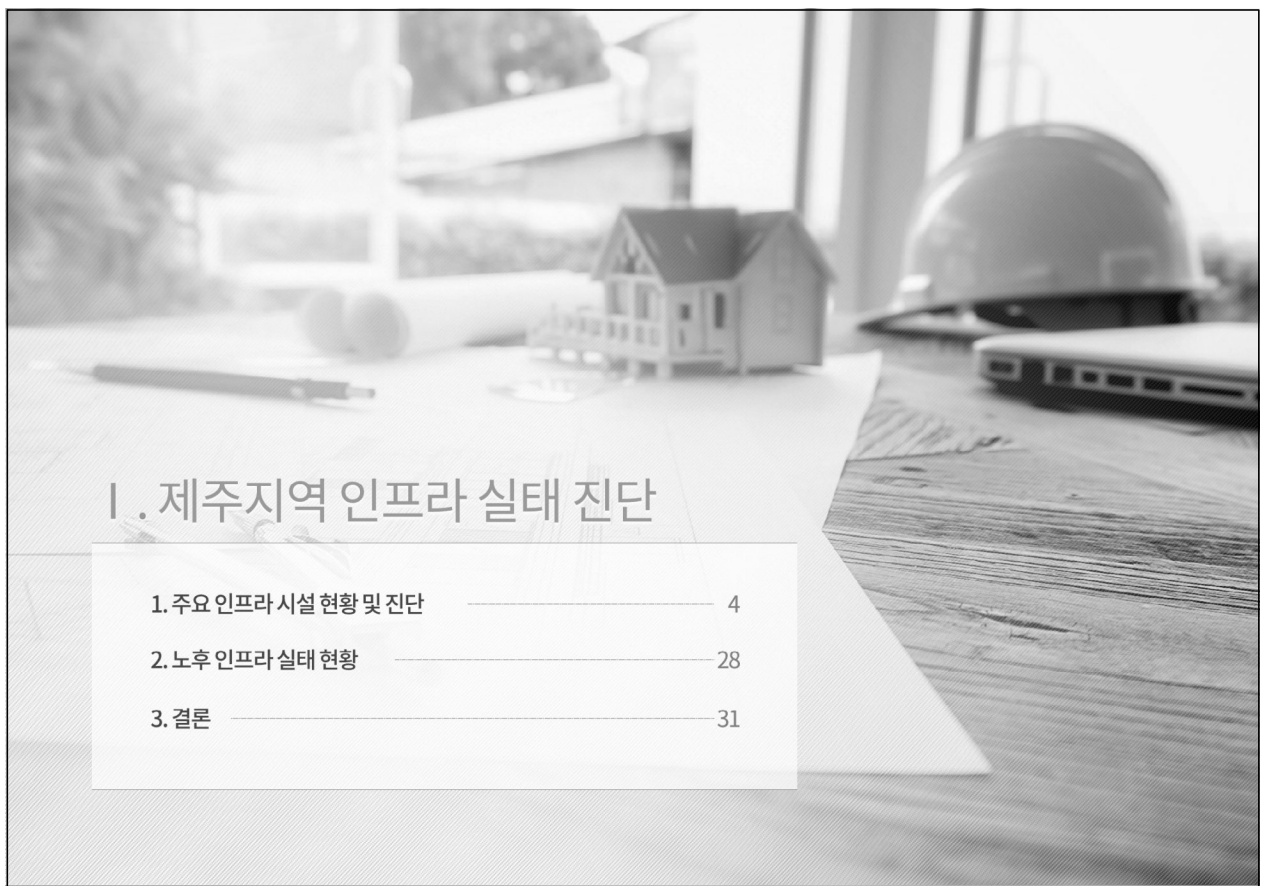 Ⅰ. 제주지역 인프라 실태 진단
1. 주요 인프라 시설 현황 및 진단 4
2. 노후 인프라 실태 현황 28
3. 결론 31